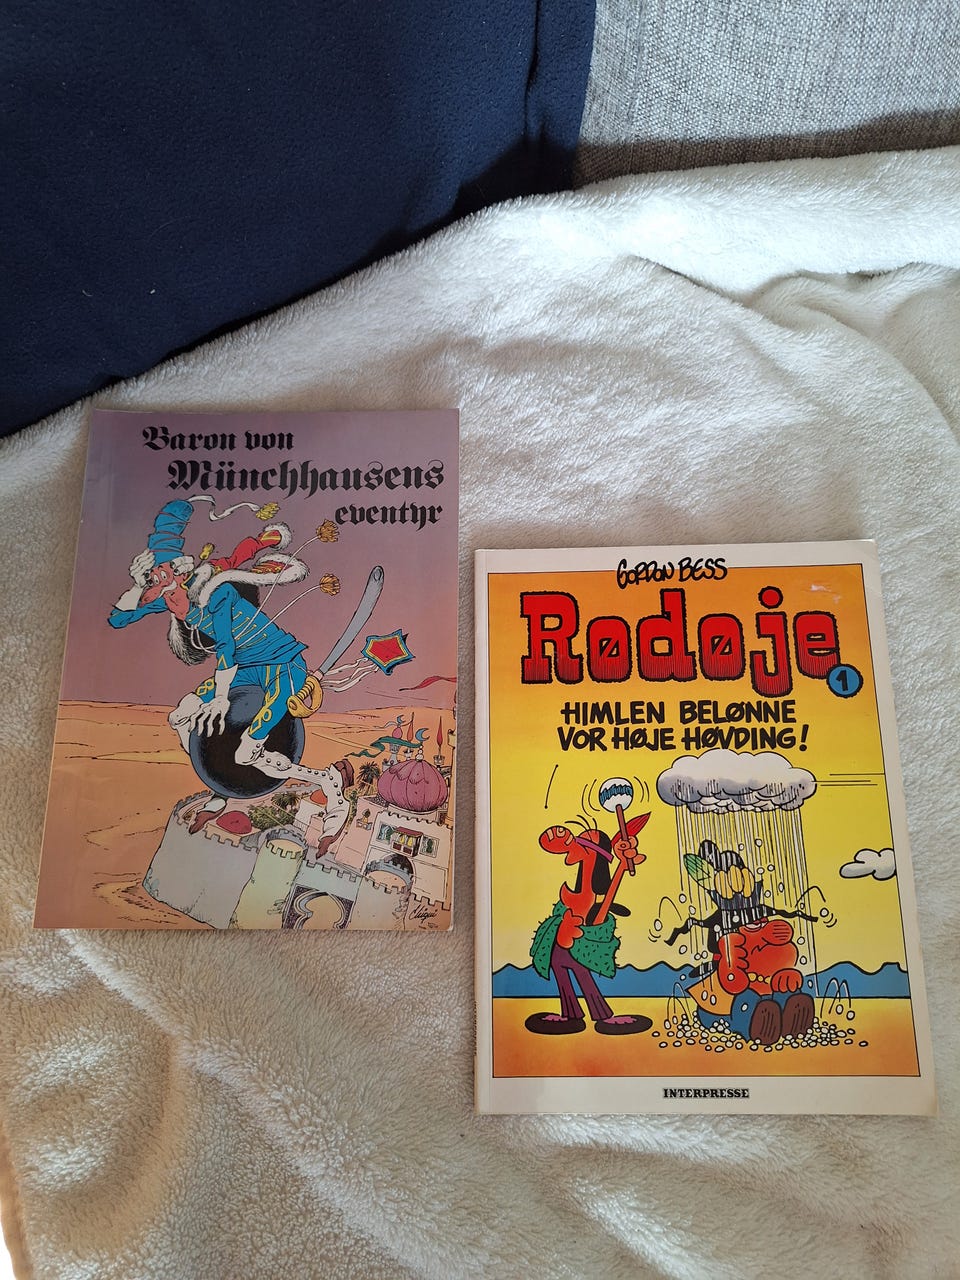 Baron von
Münchhausens
eventyr
GORDON BESS
Rødøje
1
HIMLEN BELØNNE
VOR HØJE HØVDING!
INTERPRESSE